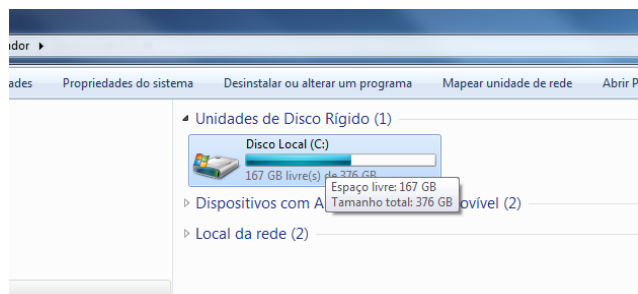 ador
ades Propriedades do sistema Desinstalar ou alterar um programa Mapear unidade de rede Abrir P
Unidades de Disco Rígido (1)
Disco Local (C:)
167 GB livre(s) de 376 GB
Espaço livre: 167 GB
Tamanho total: 376 GB
Dispositivos com A ovível (2)
Local da rede (2)